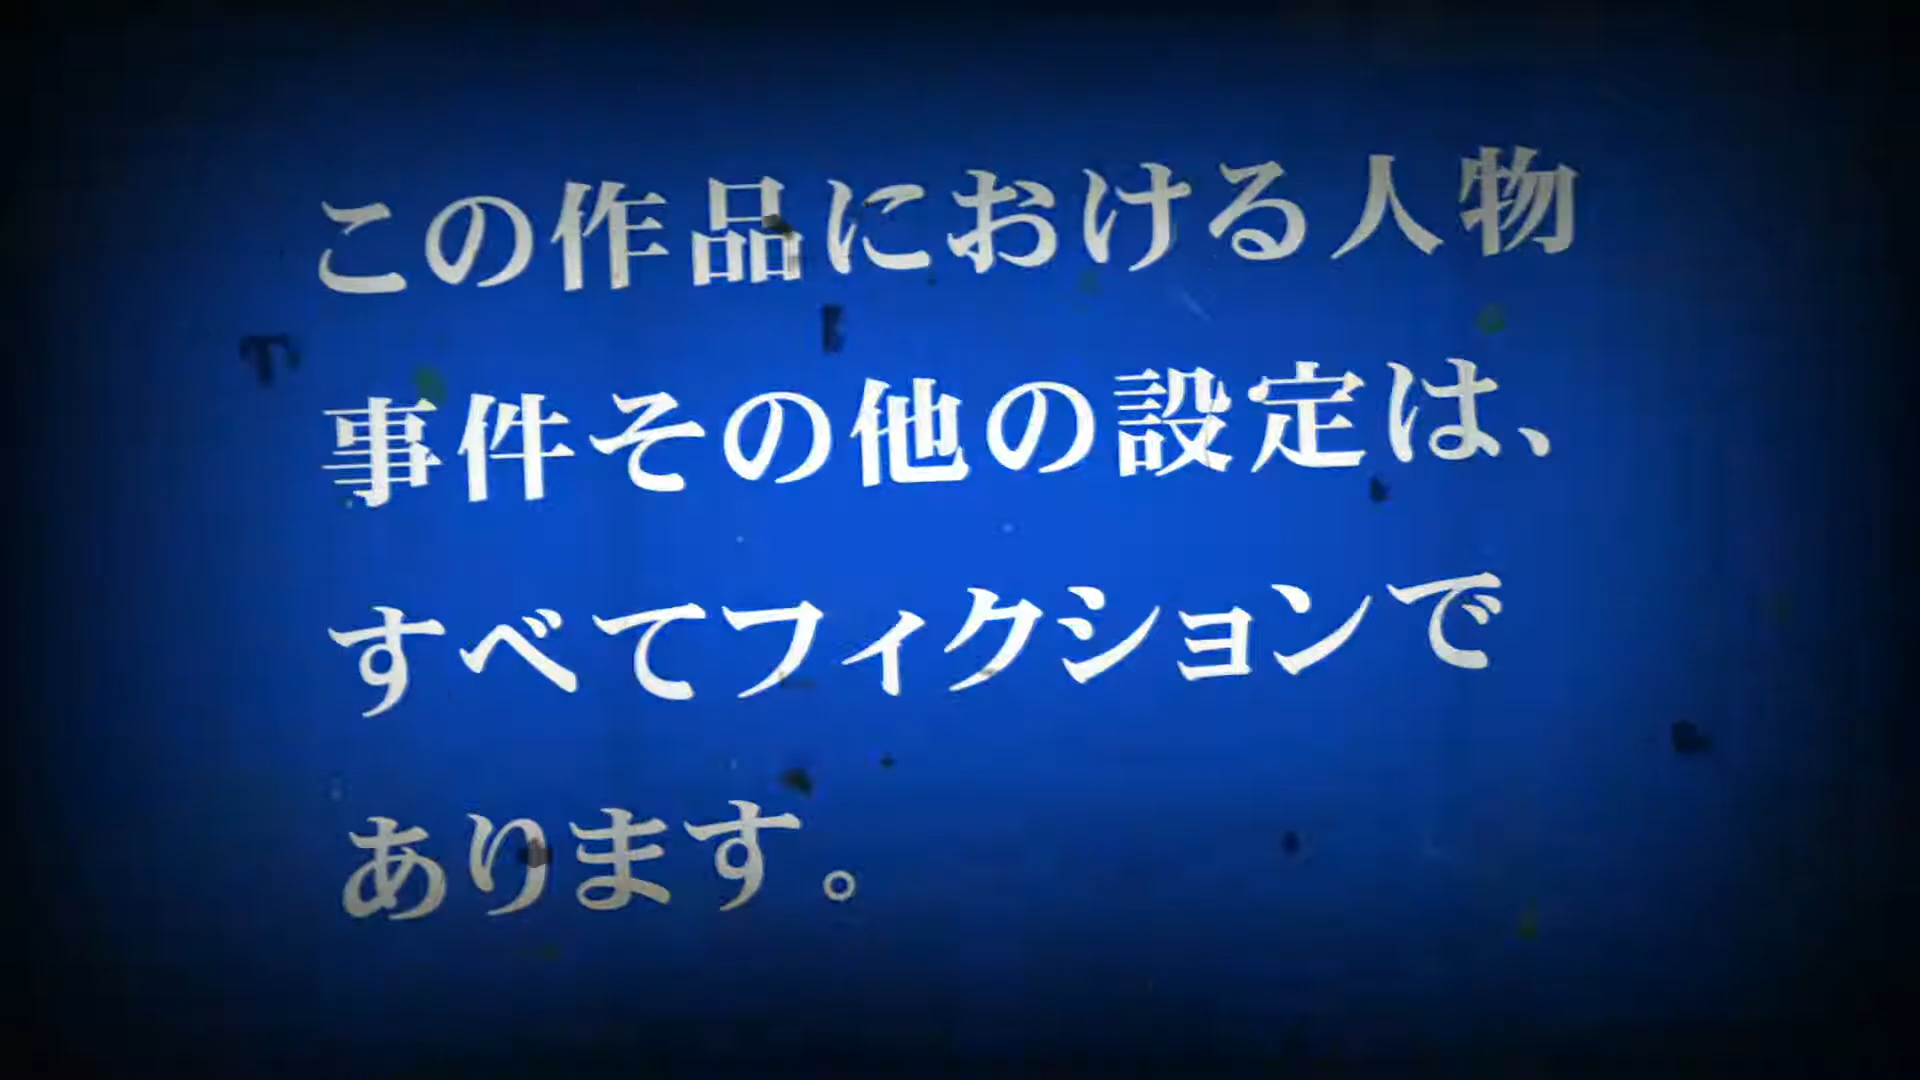 この作品における人物
事件その他の設定は、
すべてフィクションで
あります。